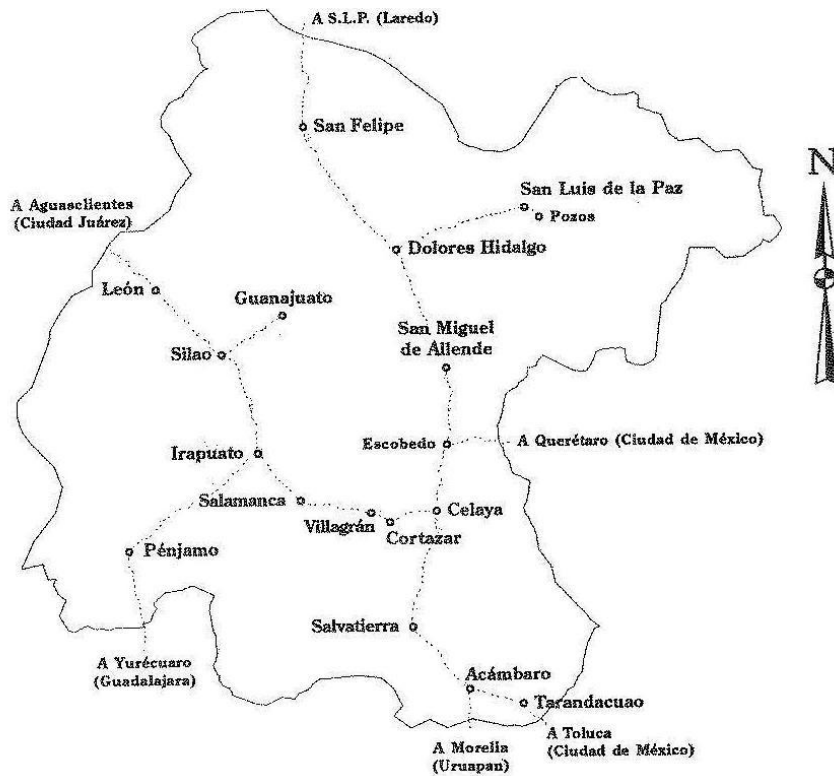 A S.L.P. (Laredo)
San Felipe
N
San Luis de la Paz
Pozos
A Aguasclientes
(Ciudad Juárez)
Dolores Hidalgo
León
Guanajuato
San Miguel
de Allende
Silao
Escobedo
A Querétaro (Ciudad de México)
Irapuato
Salamanca
Villagrán
Celaya
Cortazar
Pénjamo
Salvatierra
A Yurécuaro
(Guadalajara)
Acámbaro
Tarandacuao
A Toluca
(Ciudad de México)
A Morelia
(Uruapan)